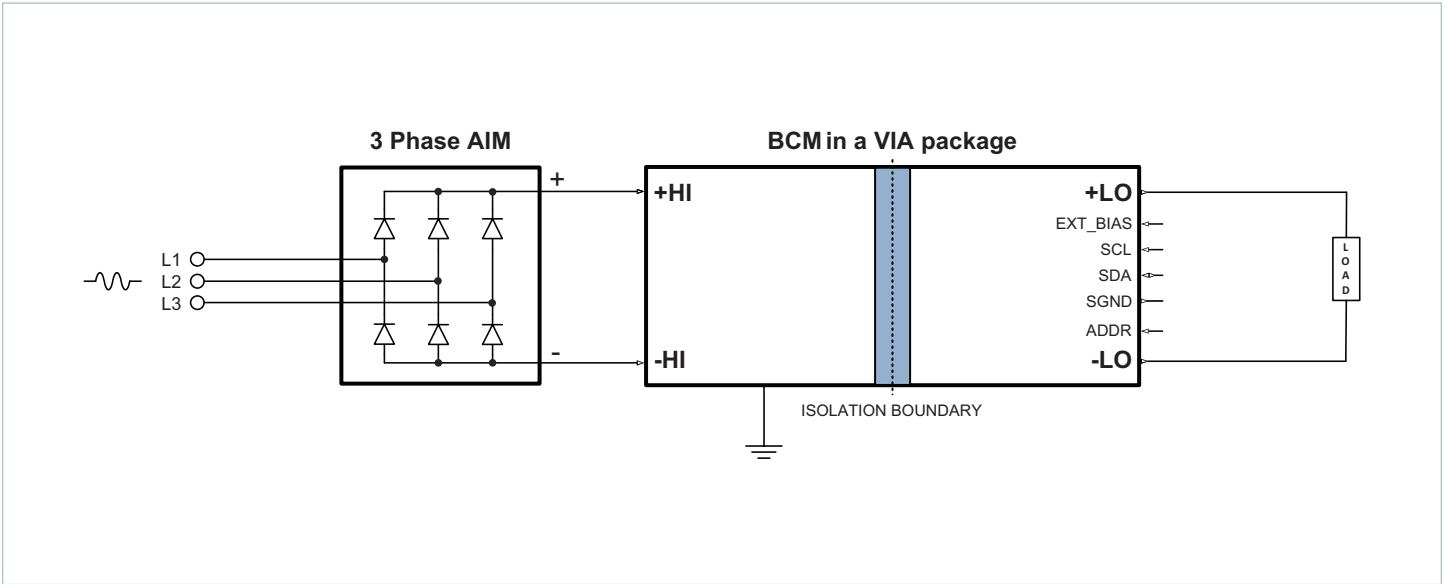 3 Phase AIM
BCM in a VIA package
+
+HI
+LO
EXT_BIAS
SCL
SDA
SGND
ADDR
-LO
L1
L2
L3
-
-HI
LOAD
ISOLATION BOUNDARY